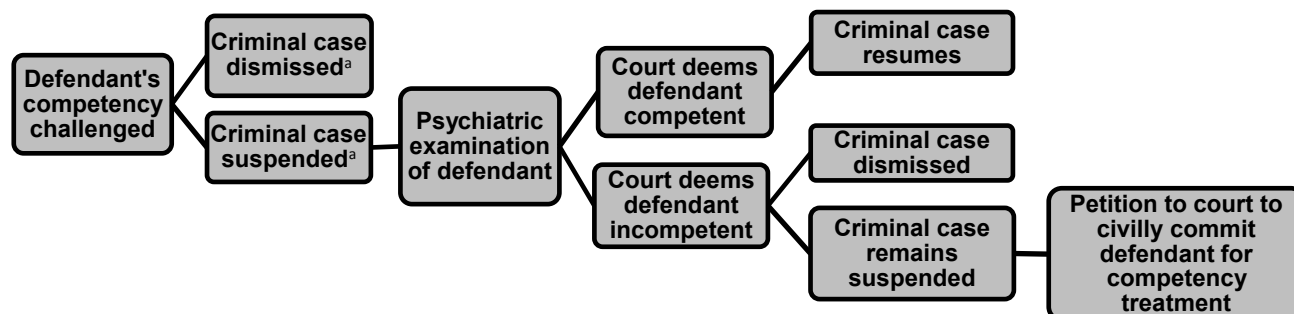 Defendant's
competency
challenged
Criminal case
dismissedᵃ
Criminal case
suspendedᵃ
Psychiatric
examination
of defendant
Court deems
defendant
competent
Court deems
defendant
incompetent
Criminal case
resumes
Criminal case
dismissed
Criminal case
remains
suspended
Petition to court to
civilly commit
defendant for
competency
treatment